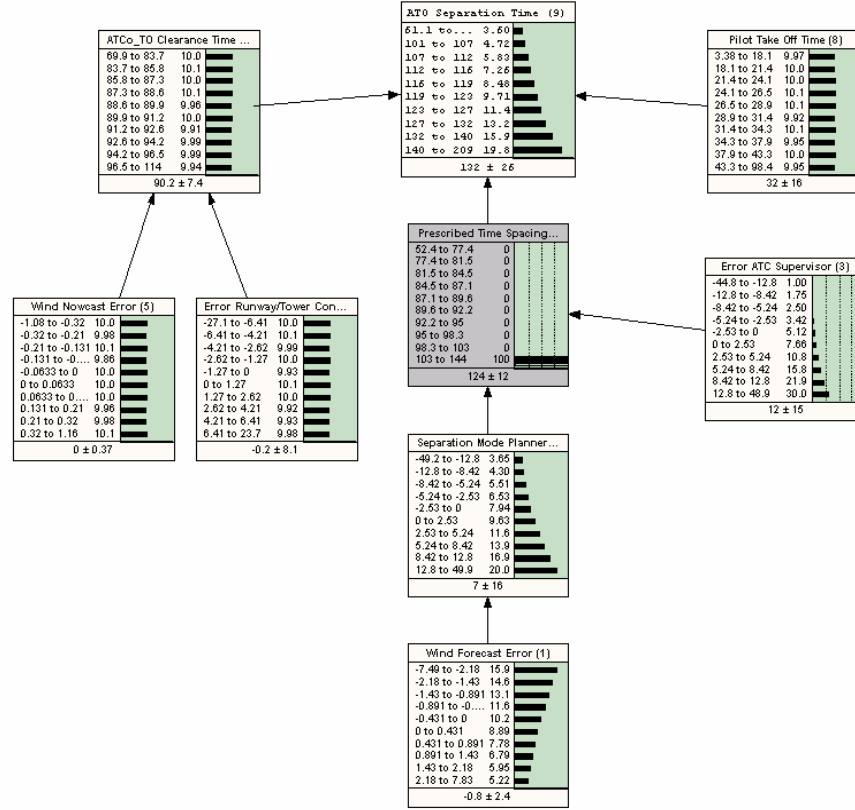 ATO Separation Time (9)
61.1 to... 3.60
101 to 107 4.72
107 to 112 5.83
112 to 116 7.26
116 to 119 8.48
119 to 123 9.71
123 to 127 11.4
127 to 132 13.2
132 to 140 15.9
140 to 209 19.8
132 ± 26
ATCo_TO Clearance Time ...
69.9 to 83.7 10.0
83.7 to 85.8 10.1
85.8 to 87.3 10.0
87.3 to 88.6 10.1
88.6 to 89.9 9.96
89.9 to 91.2 10.0
91.2 to 92.6 9.91
92.6 to 94.2 9.99
94.2 to 96.5 9.99
96.5 to 114 9.94
90.2 ± 7.4
Pilot Take Off Time (8)
3.38 to 18.1 9.97
18.1 to 21.4 10.0
21.4 to 24.1 10.0
24.1 to 26.5 10.1
26.5 to 28.9 10.1
28.9 to 31.4 9.92
31.4 to 34.3 10.1
34.3 to 37.9 9.95
37.9 to 43.3 10.0
43.3 to 98.4 9.95
32 ± 16
Prescribed Time Spacing...
52.4 to 77.4 0
77.4 to 81.5 0
81.5 to 84.5 0
84.5 to 87.1 0
87.1 to 89.6 0
89.6 to 92.2 0
92.2 to 95 0
95 to 98.3 0
98.3 to 103 0
103 to 144 100
124 ± 12
Error ATC Supervisor (3)
-44.8 to -12.8 1.00
-12.8 to -8.42 1.75
-8.42 to -5.24 2.50
-5.24 to -2.53 3.42
-2.53 to 0 5.12
0 to 2.53 7.66
2.53 to 5.24 10.8
5.24 to 8.42 15.8
8.42 to 12.8 21.9
12.8 to 48.9 30.0
12 ± 15
Wind Nowcast Error (5)
-1.08 to -0.32 10.0
-0.32 to -0.21 9.98
-0.21 to -0.131 10.1
-0.131 to -0.... 9.86
-0.0633 to 0 10.0
0 to 0.0633 10.0
0.0633 to 0.... 10.0
0.131 to 0.21 9.96
0.21 to 0.32 9.98
0.32 to 1.16 10.1
0 ± 0.37
Error Runway/Tower Con...
-27.1 to -6.41 10.0
-6.41 to -4.21 10.1
-4.21 to -2.62 9.99
-2.62 to -1.27 10.0
-1.27 to 0 9.93
0 to 1.27 10.1
1.27 to 2.62 10.0
2.62 to 4.21 9.92
4.21 to 6.41 9.93
6.41 to 23.7 9.98
-0.2 ± 8.1
Separation Mode Planner...
-49.2 to -12.8 3.65
-12.8 to -8.42 4.30
-8.42 to -5.24 5.51
-5.24 to -2.53 6.53
-2.53 to 0 7.94
0 to 2.53 9.63
2.53 to 5.24 11.6
5.24 to 8.42 13.9
8.42 to 12.8 16.9
12.8 to 49.9 20.0
7 ± 16
Wind Forecast Error (1)
-7.49 to -2.18 15.9
-2.18 to -1.43 14.6
-1.43 to -0.891 13.1
-0.891 to -0.... 11.6
-0.431 to 0 10.2
0 to 0.431 8.89
0.431 to 0.891 7.78
0.891 to 1.43 6.79
1.43 to 2.18 5.95
2.18 to 7.83 5.22
-0.8 ± 2.4